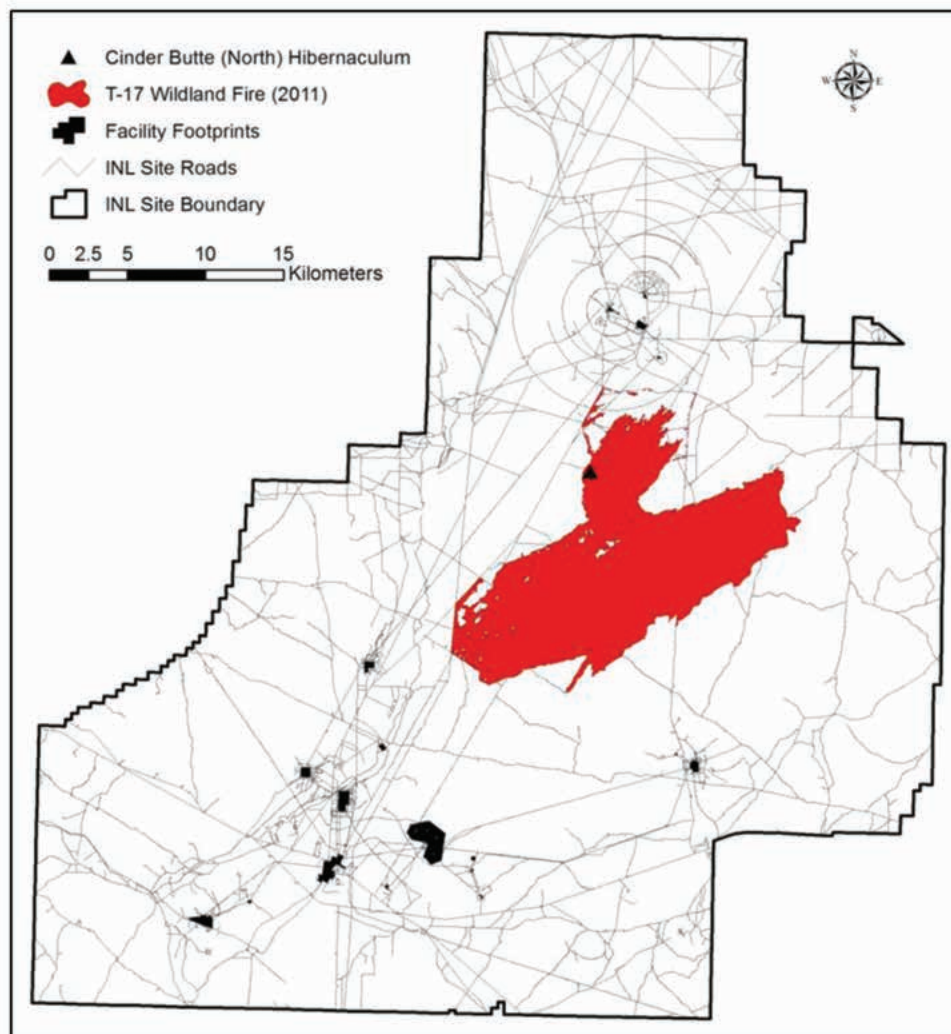 Cinder Butte (North) Hibernaculum
T-17 Wildland Fire (2011)
Facility Footprints
INL Site Roads
INL Site Boundary
0 2.5 5 10 15
Kilometers
N
W E
S